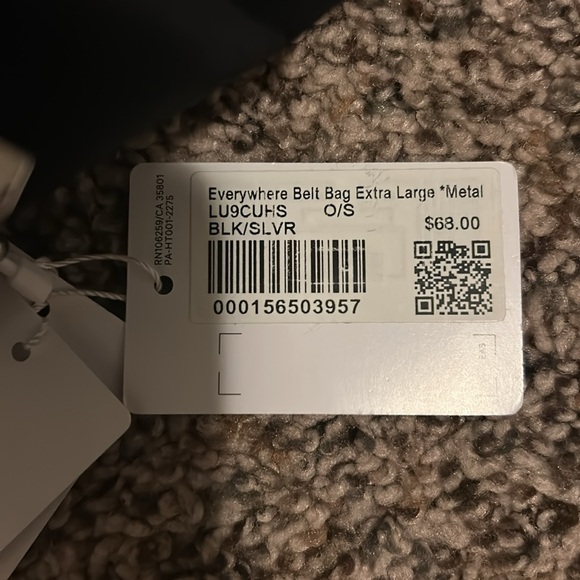 Everywhere Belt Bag Extra Large *Metal
LU9CUHS O/S
BLK/SLVR
$68.00
000156503957
RN106259/CA 35801
PA-HT001-2275